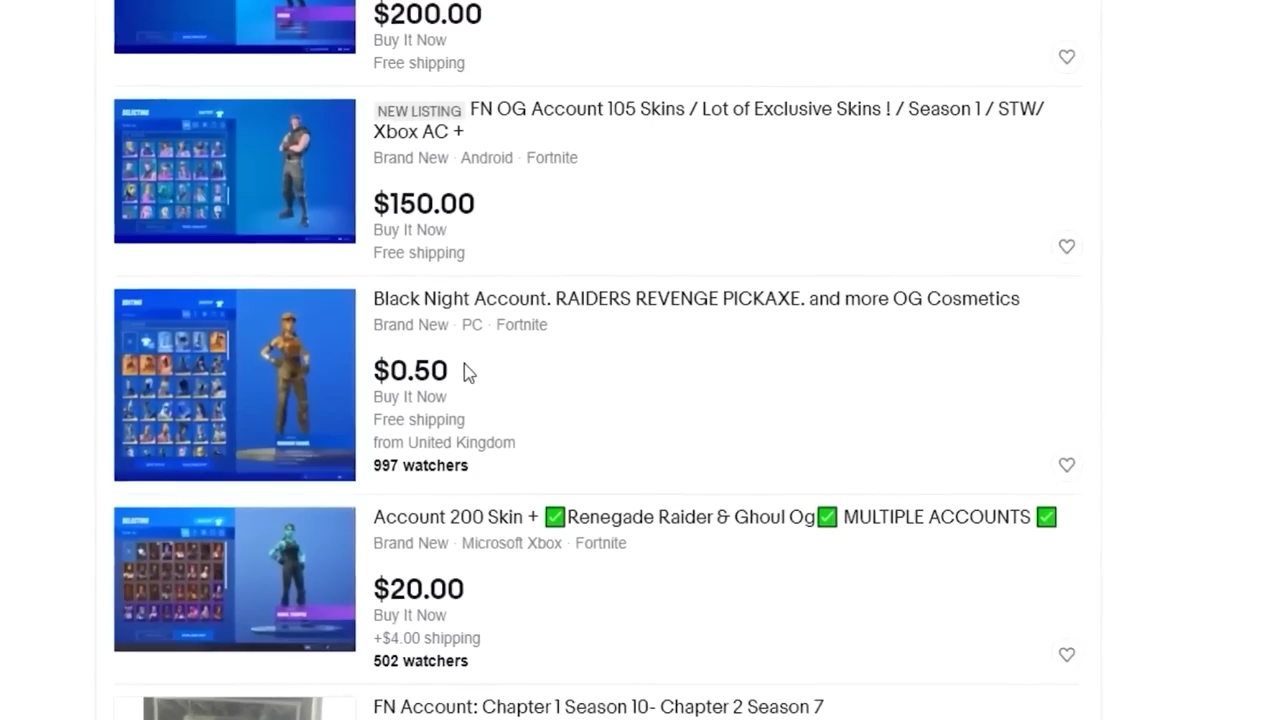 $200.00
Buy It Now
Free shipping
NEW LISTING FN OG Account 105 Skins / Lot of Exclusive Skins ! / Season 1 / STW/
Xbox AC +
Brand New · Android · Fortnite
$150.00
Buy It Now
Free shipping
Black Night Account. RAIDERS REVENGE PICKAXE. and more OG Cosmetics
Brand New · PC · Fortnite
$0.50
Buy It Now
Free shipping
from United Kingdom
997 watchers
Account 200 Skin + ✅Renegade Raider & Ghoul Og✅ MULTIPLE ACCOUNTS ✅
Brand New · Microsoft Xbox · Fortnite
$20.00
Buy It Now
+$4.00 shipping
502 watchers
FN Account: Chapter 1 Season 10- Chapter 2 Season 7